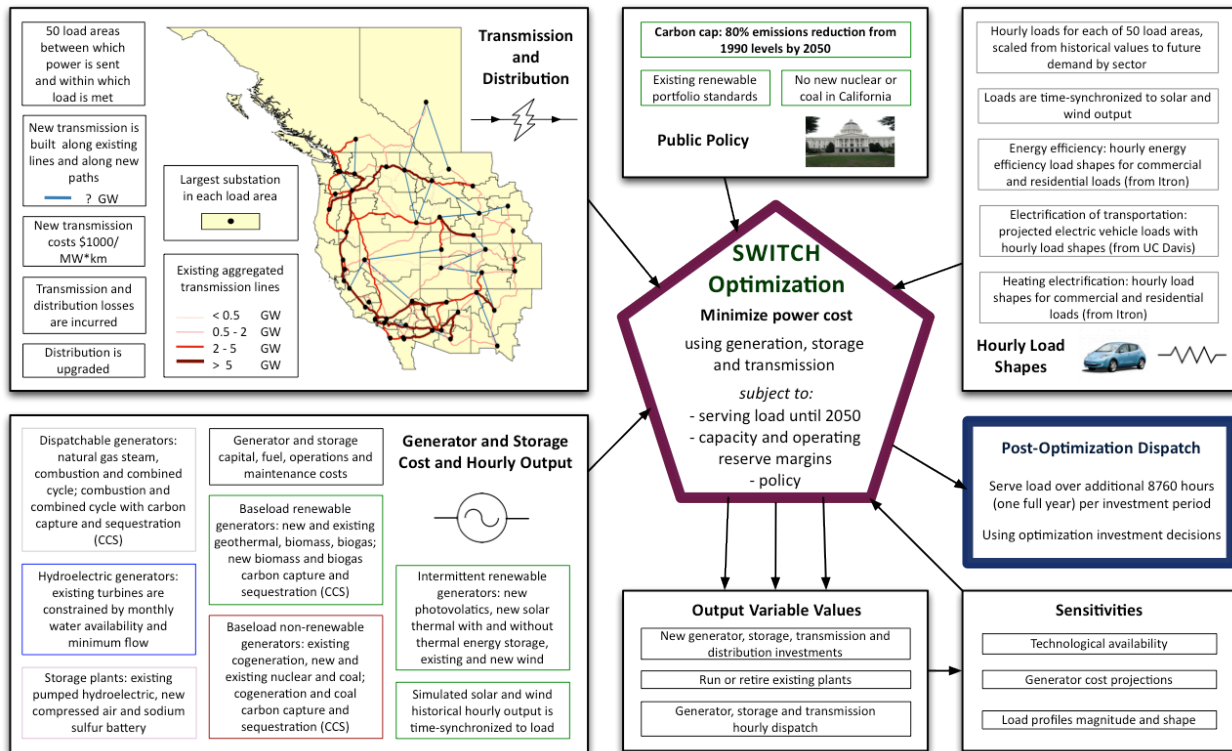 50 load areas
between which
power is sent
and within which
load is met
New transmission is
built along existing
lines and along new
paths
? GW
New transmission
costs $1000/
MW*km
Transmission and
distribution losses
are incurred
Distribution is
upgraded
Largest substation
in each load area
Existing aggregated
transmission lines
< 0.5 GW
0.5 - 2 GW
2 - 5 GW
> 5 GW
Transmission
and
Distribution
Carbon cap: 80% emissions reduction from
1990 levels by 2050
Existing renewable
portfolio standards
No new nuclear or
coal in California
Public Policy
Hourly loads for each of 50 load areas,
scaled from historical values to future
demand by sector
Loads are time-synchronized to solar and
wind output
Energy efficiency: hourly energy
efficiency load shapes for commercial
and residential loads (from Itron)
Electrification of transportation:
projected electric vehicle loads with
hourly load shapes (from UC Davis)
Heating electrification: hourly load
shapes for commercial and residential
loads (from Itron)
Hourly Load
Shapes
SWITCH
Optimization
Minimize power cost
using generation, storage
and transmission
subject to:
- serving load until 2050
- capacity and operating
reserve margins
- policy
Dispatchable generators:
natural gas steam,
combustion and combined
cycle; combustion and
combined cycle with carbon
capture and sequestration
(CCS)
Hydroelectric generators:
existing turbines are
constrained by monthly
water availability and
minimum flow
Storage plants: existing
pumped hydroelectric, new
compressed air and sodium
sulfur battery
Generator and storage
capital, fuel, operations and
maintenance costs
Baseload renewable
generators: new and existing
geothermal, biomass, biogas;
new biomass and biogas
carbon capture and
sequestration (CCS)
Baseload non-renewable
generators: existing
cogeneration, new and
existing nuclear and coal;
cogeneration and coal
carbon capture and
sequestration (CCS)
Generator and Storage
Cost and Hourly Output
Intermittent renewable
generators: new
photovolatics, new solar
thermal with and without
thermal energy storage,
existing and new wind
Simulated solar and wind
historical hourly output is
time-synchronized to load
Post-Optimization Dispatch
Serve load over additional 8760 hours
(one full year) per investment period
Using optimization investment decisions
Output Variable Values
New generator, storage, transmission and
distribution investments
Run or retire existing plants
Generator, storage and transmission
hourly dispatch
Sensitivities
Technological availability
Generator cost projections
Load profiles magnitude and shape